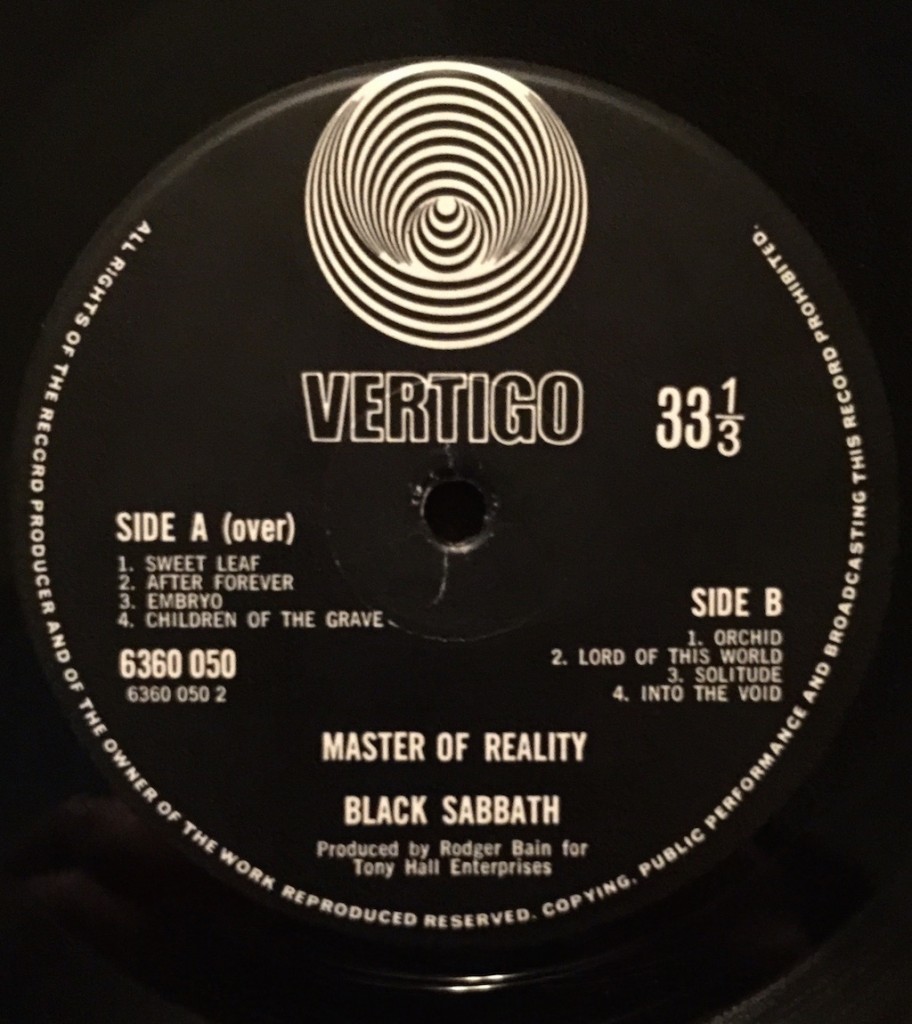 VERTIGO
33 1/3
SIDE A (over)
1. SWEET LEAF
2. AFTER FOREVER
3. EMBRYO
4. CHILDREN OF THE GRAVE
6360 050
6360 050 2
SIDE B
1. ORCHID
2. LORD OF THIS WORLD
3. SOLITUDE
4. INTO THE VOID
MASTER OF REALITY
BLACK SABBATH
Produced by Rodger Bain for
Tony Hall Enterprises
ALL RIGHTS OF THE RECORD PRODUCER AND OF THE OWNER OF THE WORK REPRODUCED RESERVED. COPYING, PUBLIC PERFORMANCE AND BROADCASTING THIS RECORD PROHIBITED.